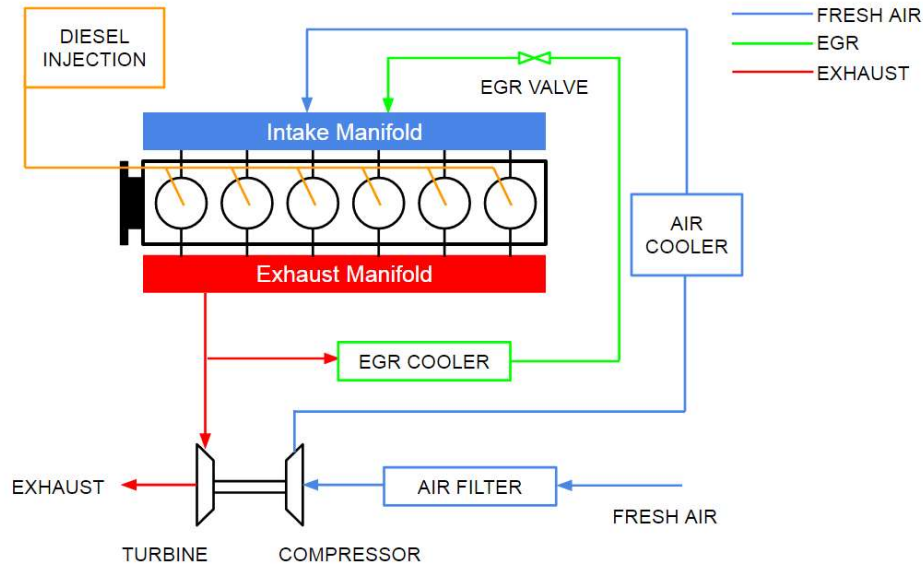 DIESEL
INJECTION
FRESH AIR
EGR
EXHAUST
EGR VALVE
Intake Manifold
AIR
COOLER
Exhaust Manifold
EGR COOLER
EXHAUST
AIR FILTER
FRESH AIR
TURBINE
COMPRESSOR